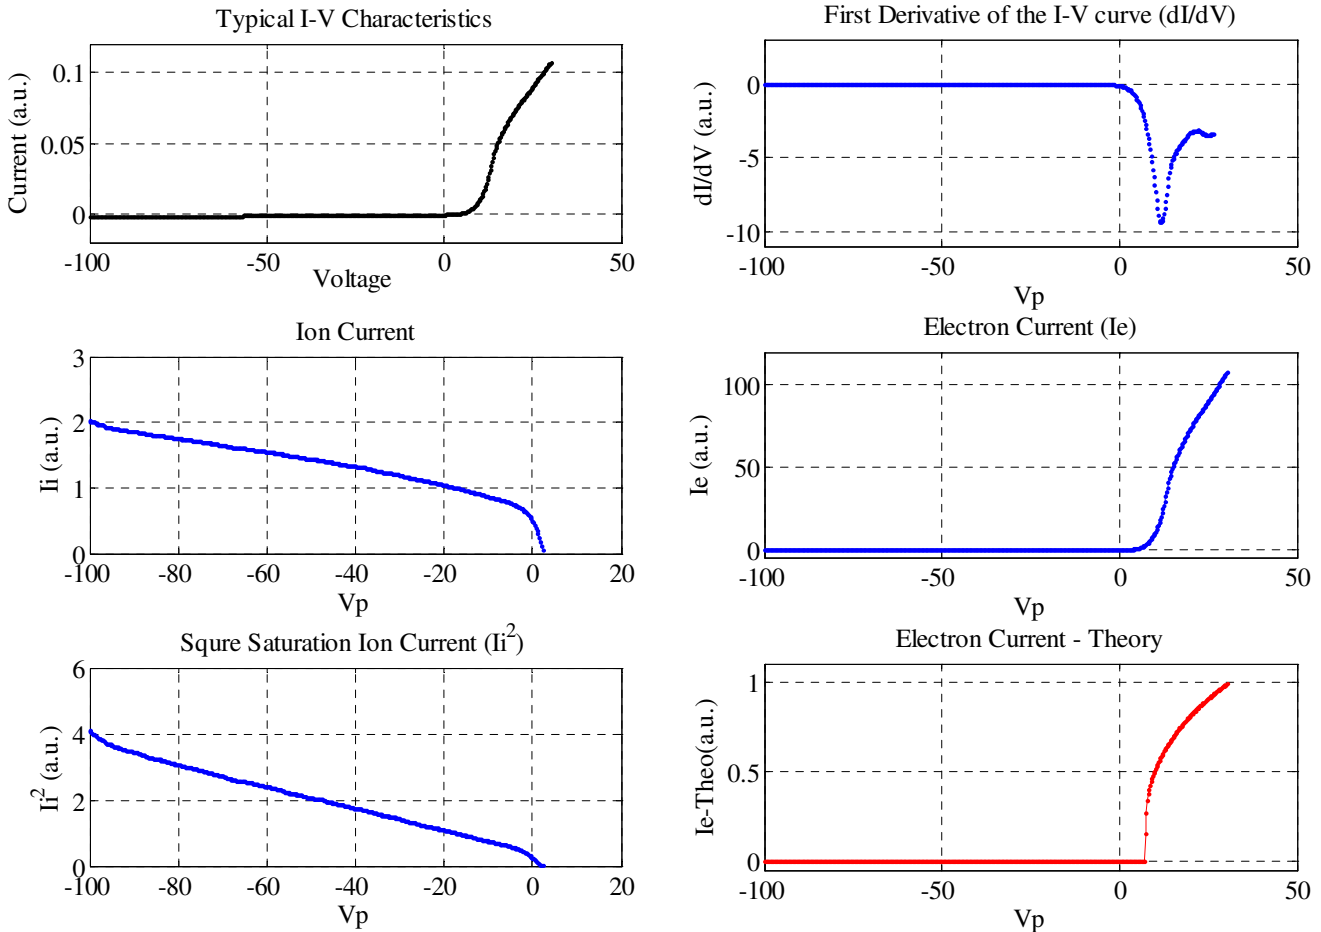 Typical I-V Characteristics
Current (a.u.)
0.1
0.05
0
-100
-50
0
50
Voltage
First Derivative of the I-V curve (dI/dV)
dI/dV (a.u.)
0
-5
-10
-100
-50
0
50
Vp
Ion Current
Ii (a.u.)
3
2
1
0
-100
-80
-60
-40
-20
0
20
Vp
Electron Current (Ie)
Ie (a.u.)
100
50
0
-100
-50
0
50
Vp
Squre Saturation Ion Current (Ii²)
Ii² (a.u.)
6
4
2
0
-100
-80
-60
-40
-20
0
20
Vp
Electron Current - Theory
Ie-Theo(a.u.)
1
0.5
0
-100
-50
0
50
Vp